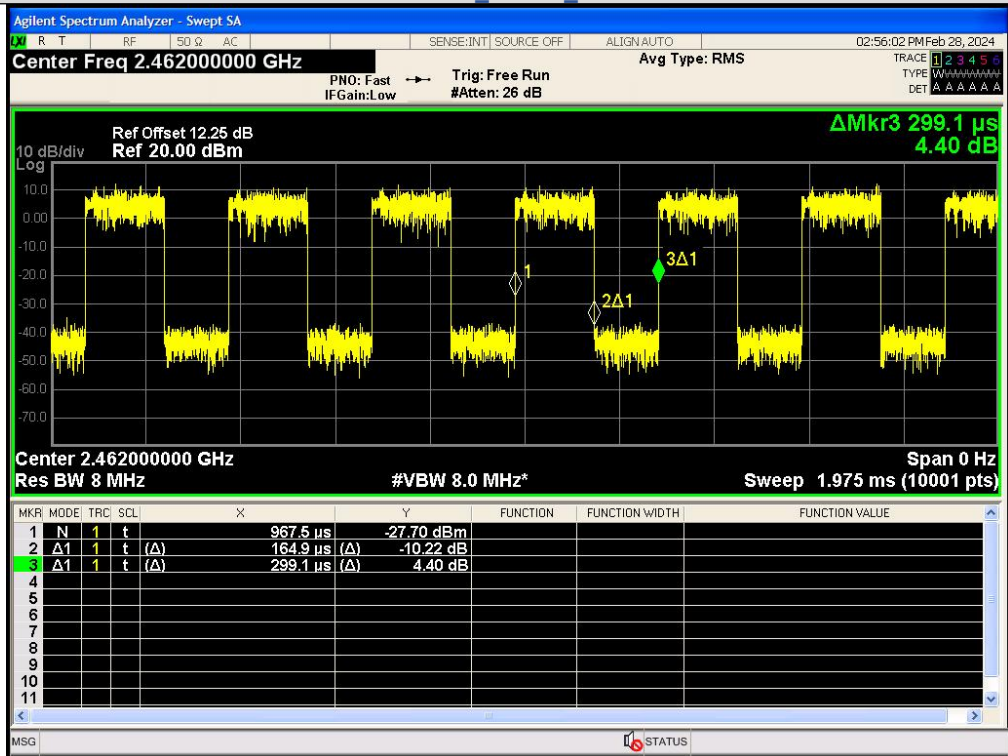 Agilent Spectrum Analyzer - Swept SA
LXI R T RF 50 Ω AC SENSE:INT SOURCE OFF ALIGN AUTO 02:56:02 PM Feb 28, 2024
Center Freq 2.462000000 GHz Avg Type: RMS TRACE 1 2 3 4 5 6
PNO: Fast Trig: Free Run TYPE W
IFGain:Low #Atten: 26 dB DET A A A A A A
ΔMkr3 299.1 µs
4.40 dB
Ref Offset 12.25 dB
10 dB/div Ref 20.00 dBm
Log
10.0
0.00
-10.0
-20.0
-30.0
-40.0
-50.0
-60.0
-70.0
1
2Δ1
3Δ1
Center 2.462000000 GHz Span 0 Hz
Res BW 8 MHz #VBW 8.0 MHz* Sweep 1.975 ms (10001 pts)
MKR MODE TRC SCL X Y FUNCTION FUNCTION WIDTH FUNCTION VALUE
1 N 1 t 967.5 µs -27.70 dBm
2 Δ1 1 t (Δ) 164.9 µs (Δ) -10.22 dB
3 Δ1 1 t (Δ) 299.1 µs (Δ) 4.40 dB
4
5
6
7
8
9
10
11
MSG STATUS